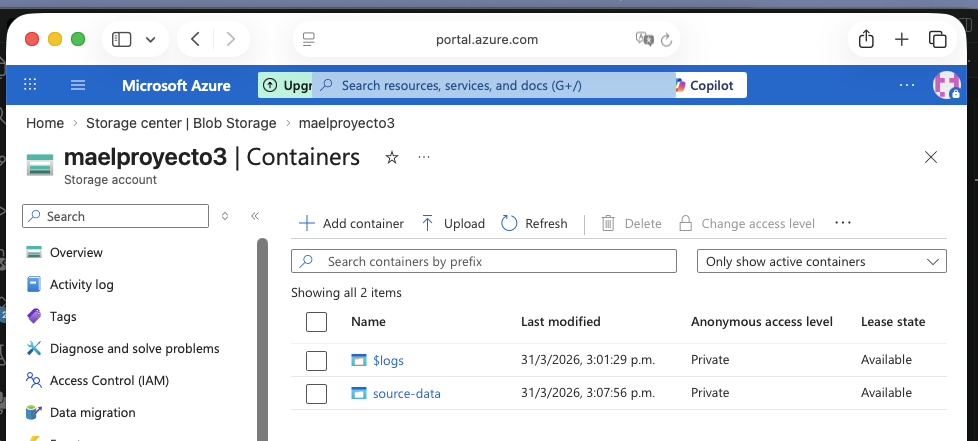 portal.azure.com
Microsoft Azure
Upgr
Search resources, services, and docs (G+/)
Copilot
Home > Storage center | Blob Storage > maelproyecto3
maelproyecto3 | Containers
Storage account
Search
Add container
Upload
Refresh
Delete
Change access level
Overview
Activity log
Tags
Diagnose and solve problems
Access Control (IAM)
Data migration
Search containers by prefix
Only show active containers
Showing all 2 items
Name Last modified Anonymous access level Lease state
$logs 31/3/2026, 3:01:29 p.m. Private Available
source-data 31/3/2026, 3:07:56 p.m. Private Available